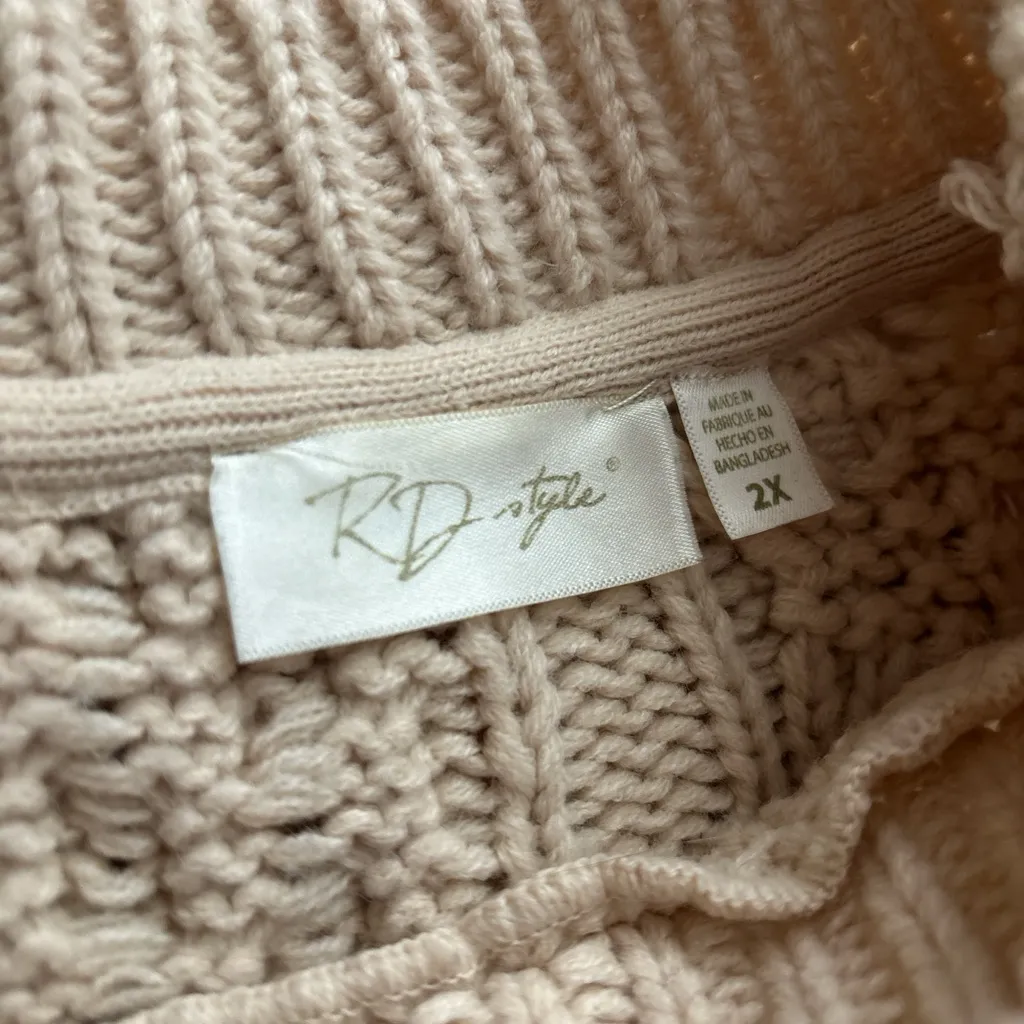 RD style®
MADE IN
FABRIQUE AU
HECHO EN
BANGLADESH
2X